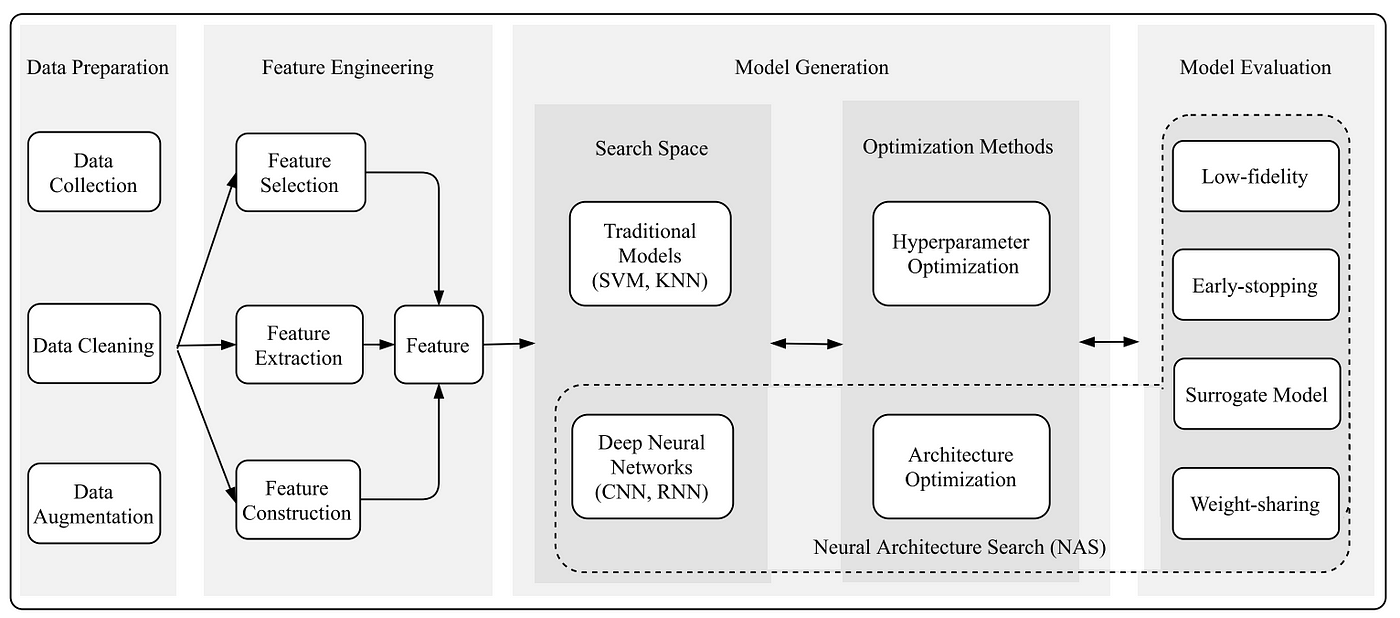 Data Preparation
Data
Collection
Data Cleaning
Data
Augmentation
Feature Engineering
Feature
Selection
Feature
Extraction
Feature
Construction
Feature
Model Generation
Search Space
Traditional
Models
(SVM, KNN)
Deep Neural
Networks
(CNN, RNN)
Optimization Methods
Hyperparameter
Optimization
Architecture
Optimization
Neural Architecture Search (NAS)
Model Evaluation
Low-fidelity
Early-stopping
Surrogate Model
Weight-sharing